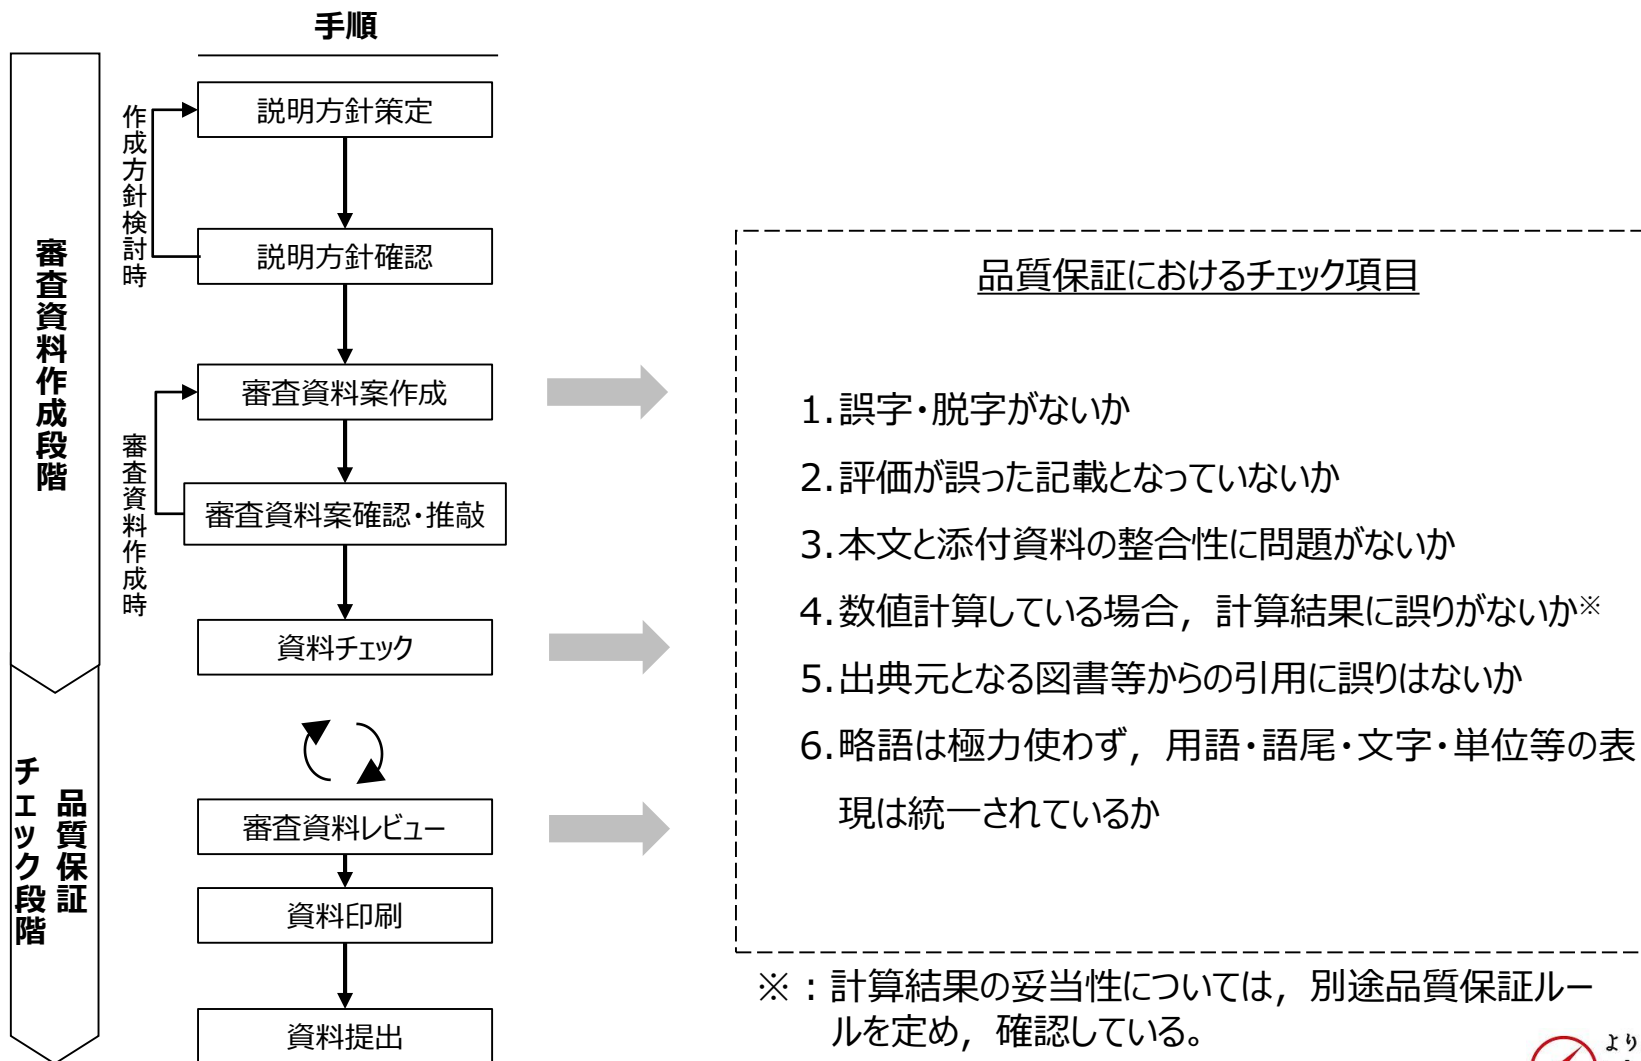 手順
審査資料作成段階
品質保証
チェック段階
作成方針検討時
審査資料作成時
説明方針策定
説明方針確認
審査資料案作成
審査資料案確認・推敲
資料チェック
審査資料レビュー
資料印刷
資料提出
品質保証におけるチェック項目
1.誤字・脱字がないか
2.評価が誤った記載となっていないか
3.本文と添付資料の整合性に問題がないか
4.数値計算している場合，計算結果に誤りがないか※
5.出典元となる図書等からの引用に誤りはないか
6.略語は極力使わず，用語・語尾・文字・単位等の表
現は統一されているか
※：計算結果の妥当性については，別途品質保証ルー
ルを定め，確認している。
より